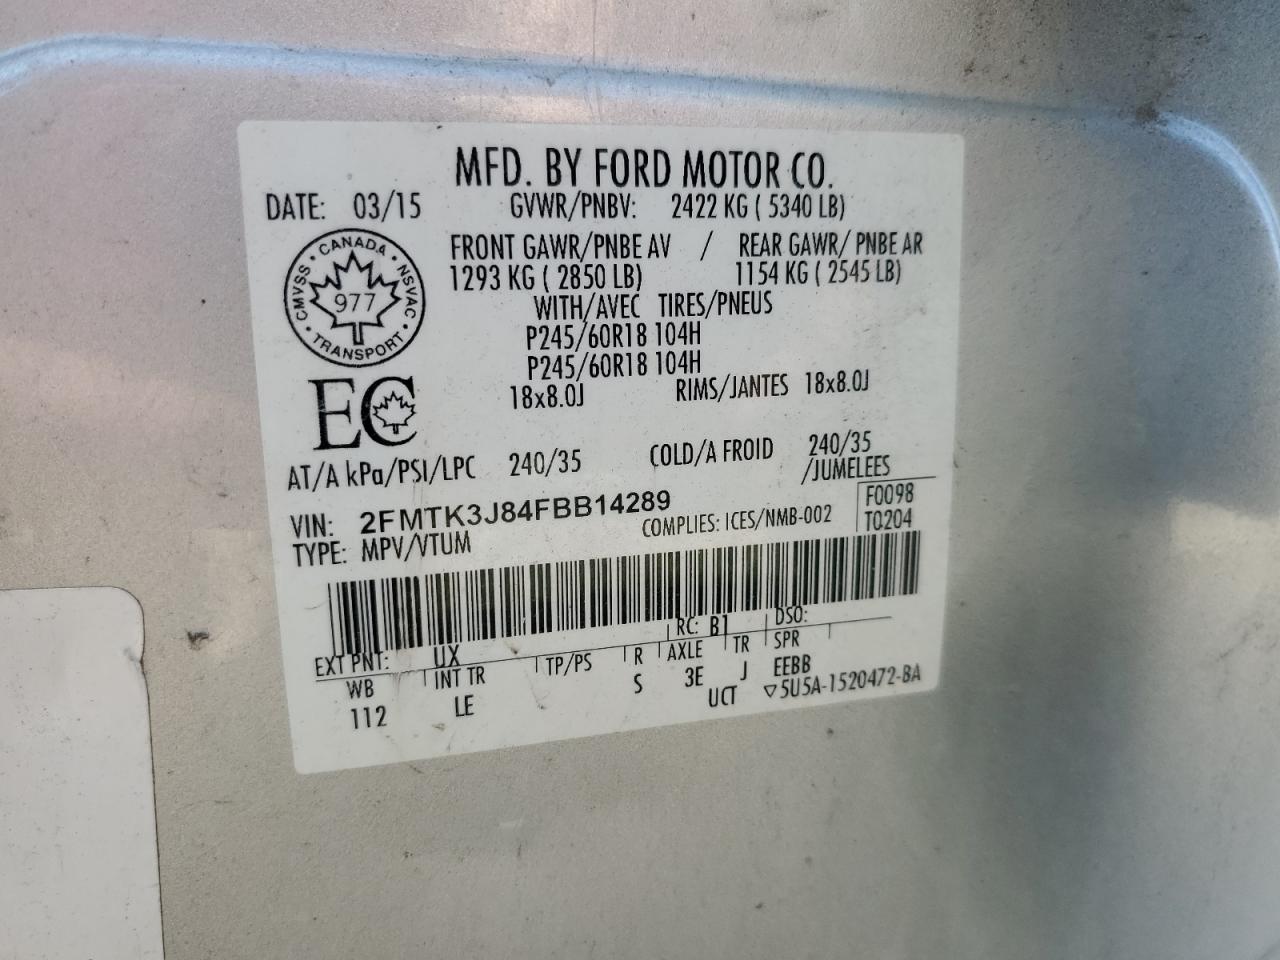 MFD. BY FORD MOTOR CO.
DATE: 03/15 GVWR/PNBV: 2422 KG ( 5340 LB)
FRONT GAWR/PNBE AV / REAR GAWR/ PNBE AR
1293 KG ( 2850 LB) 1154 KG ( 2545 LB)
WITH/AVEC TIRES/PNEUS
P245/60R18 104H
P245/60R18 104H
18x8.0J RIMS/JANTES 18x8.0J
CANADA • NSVAC • TRANSPORT • CMVSS •
977
EC
AT/A kPa/PSI/LPC 240/35 COLD/A FROID 240/35
/JUMELEES
VIN: 2FMTK3J84FBB14289 F0098
TYPE: MPV/VTUM COMPLIES: ICES/NMB-002 T0204
RC: B1 DSO:
EXT PNT: UX
WB INT TR TP/PS R AXLE TR SPR
112 LE S 3E J EEBB
UCT ▽5U5A-1520472-BA